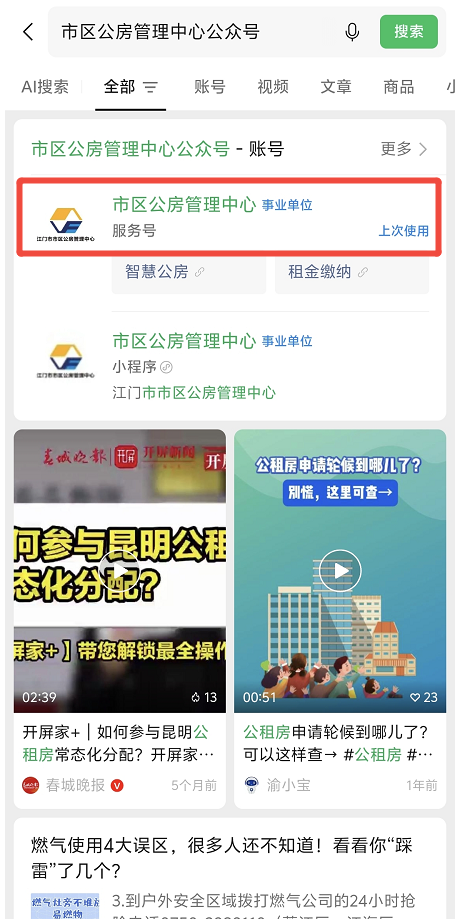 市区公房管理中心公众号
搜索
AI搜索
全部
账号
视频
文章
商品
市区公房管理中心公众号 - 账号
更多
市区公房管理中心 事业单位
江门市市区公房管理中心
服务号
上次使用
智慧公房
租金缴纳
市区公房管理中心 事业单位
江门市市区公房管理中心
小程序
江门市市区公房管理中心
春城晚报
开屏
开屏新闻
开
何参与昆明公租
态化分配？
屏家+】带您解锁最全操作
02:39
13
公租房申请轮候到哪儿了？
别慌，这里可查→
00:51
23
开屏家+｜如何参与昆明公
租房常态化分配？开屏家…
春城晚报
5个月前
公租房申请轮候到哪儿了？
可以这样查→ #公租房 #…
渝小宝
1年前
燃气使用4大误区，很多人还不知道！看看你“踩
雷”了几个？
燃气灶旁不堆放
易燃物
3.到户外安全区域拨打燃气公司的24小时抢